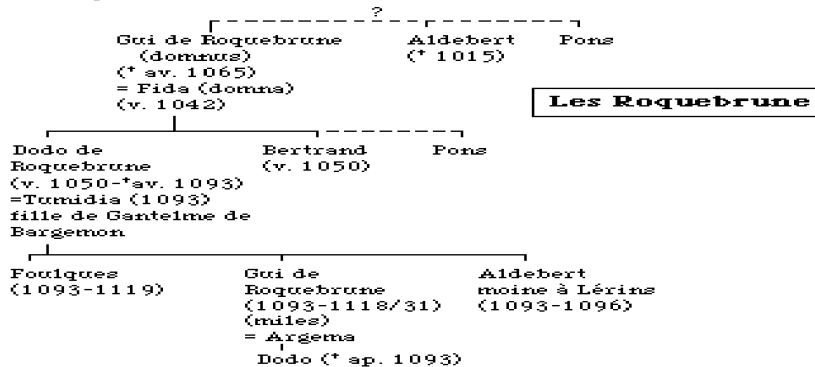 ?
Gui de Roquebrune
(domnus)
(† av. 1065)
= Fida (domna)
(v. 1042)
Aldebert
(† 1015)
Pons
Les Roquebrune
Dodo de
Roquebrune
(v. 1050-†av. 1093)
=Tumidia (1093)
fille de Gantelme de
Bargemon
Bertrand
(v. 1050)
Pons
Foulques
(1093-1119)
Gui de
Roquebrune
(1093-1118/31)
(miles)
= Argema
Dodo († ap. 1093)
Aldebert
moine à Lérins
(1093-1096)